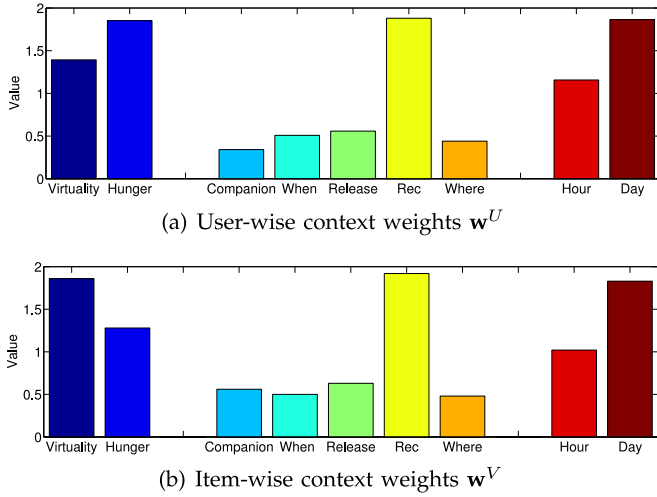 2
1.5
1
0.5
0
Value
Virtuality Hunger Companion When Release Rec Where Hour Day
(a) User-wise context weights w^U
2
1.5
1
0.5
0
Value
Virtuality Hunger Companion When Release Rec Where Hour Day
(b) Item-wise context weights w^V